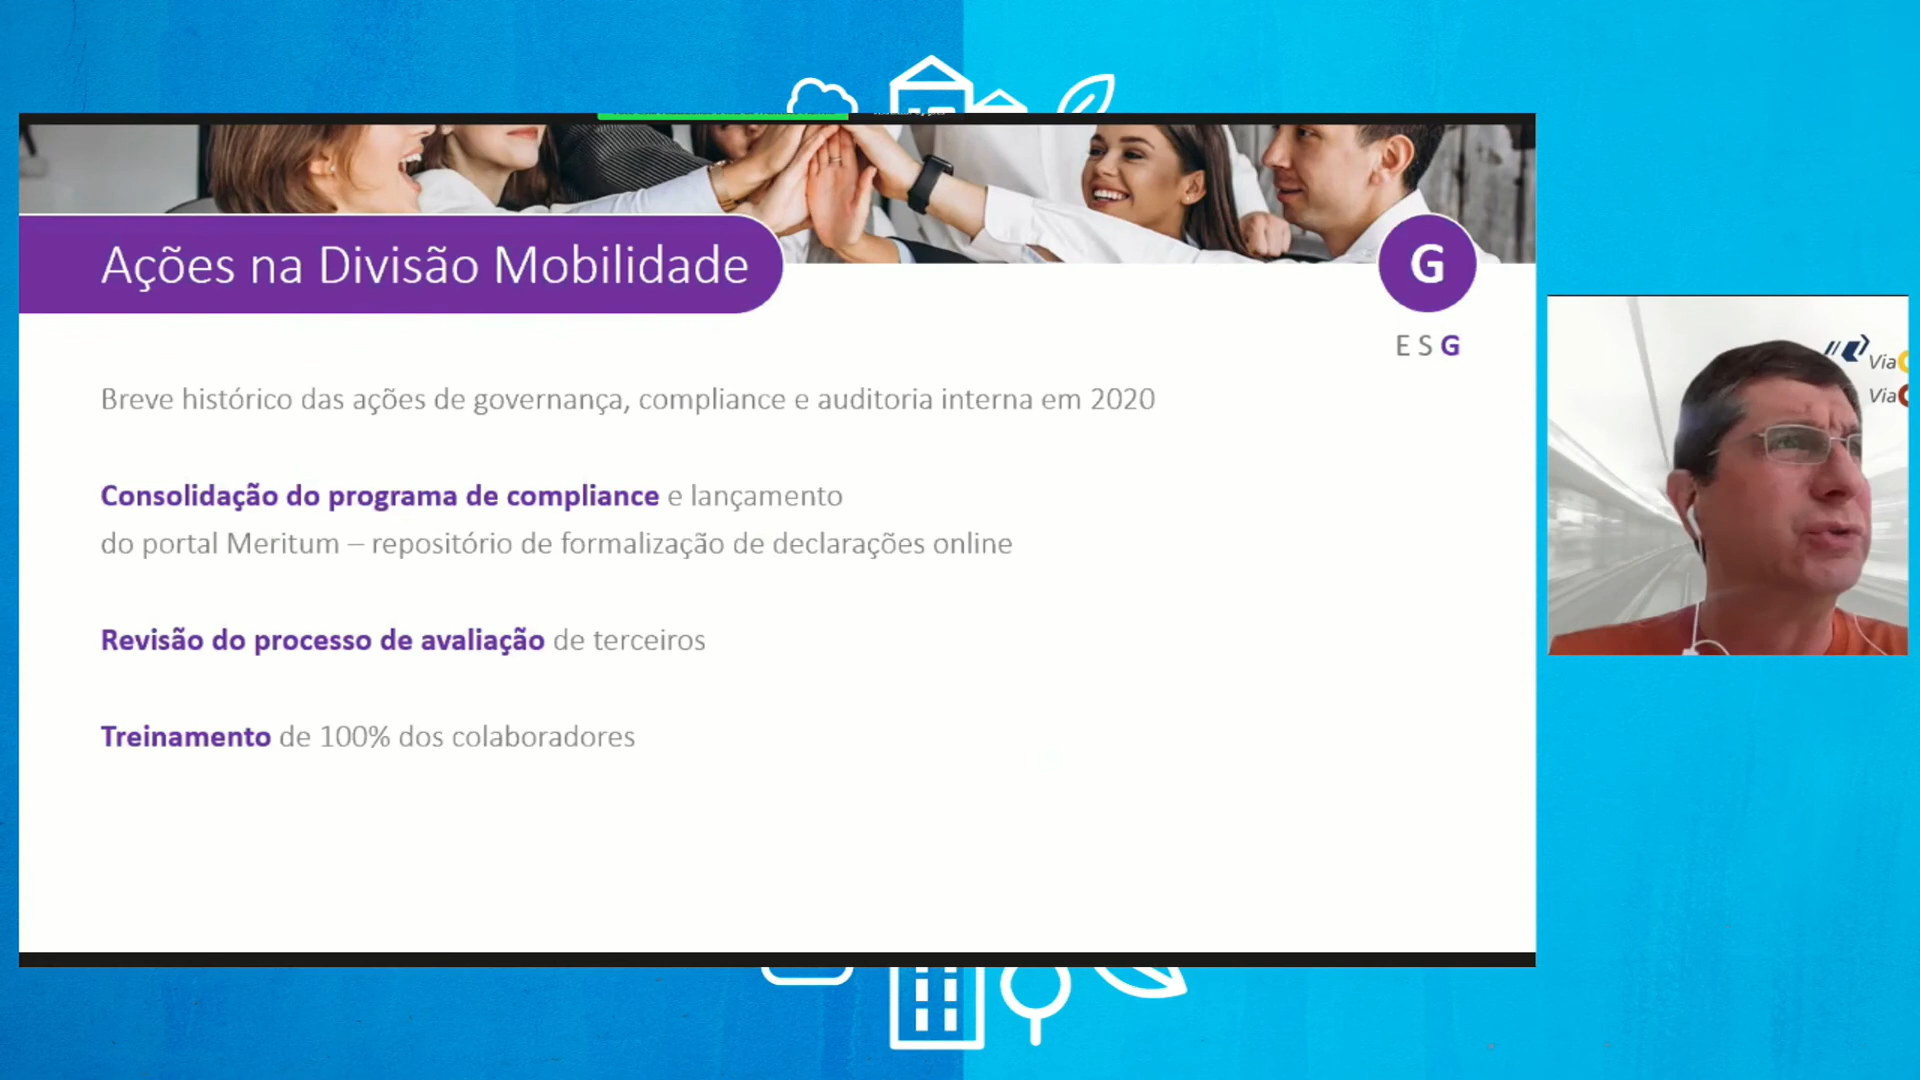 Ações na Divisão Mobilidade
G
ESG
Breve histórico das ações de governança, compliance e auditoria interna em 2020
Consolidação do programa de compliance e lançamento
do portal Meritum – repositório de formalização de declarações online
Revisão do processo de avaliação de terceiros
Treinamento de 100% dos colaboradores
Via
Via